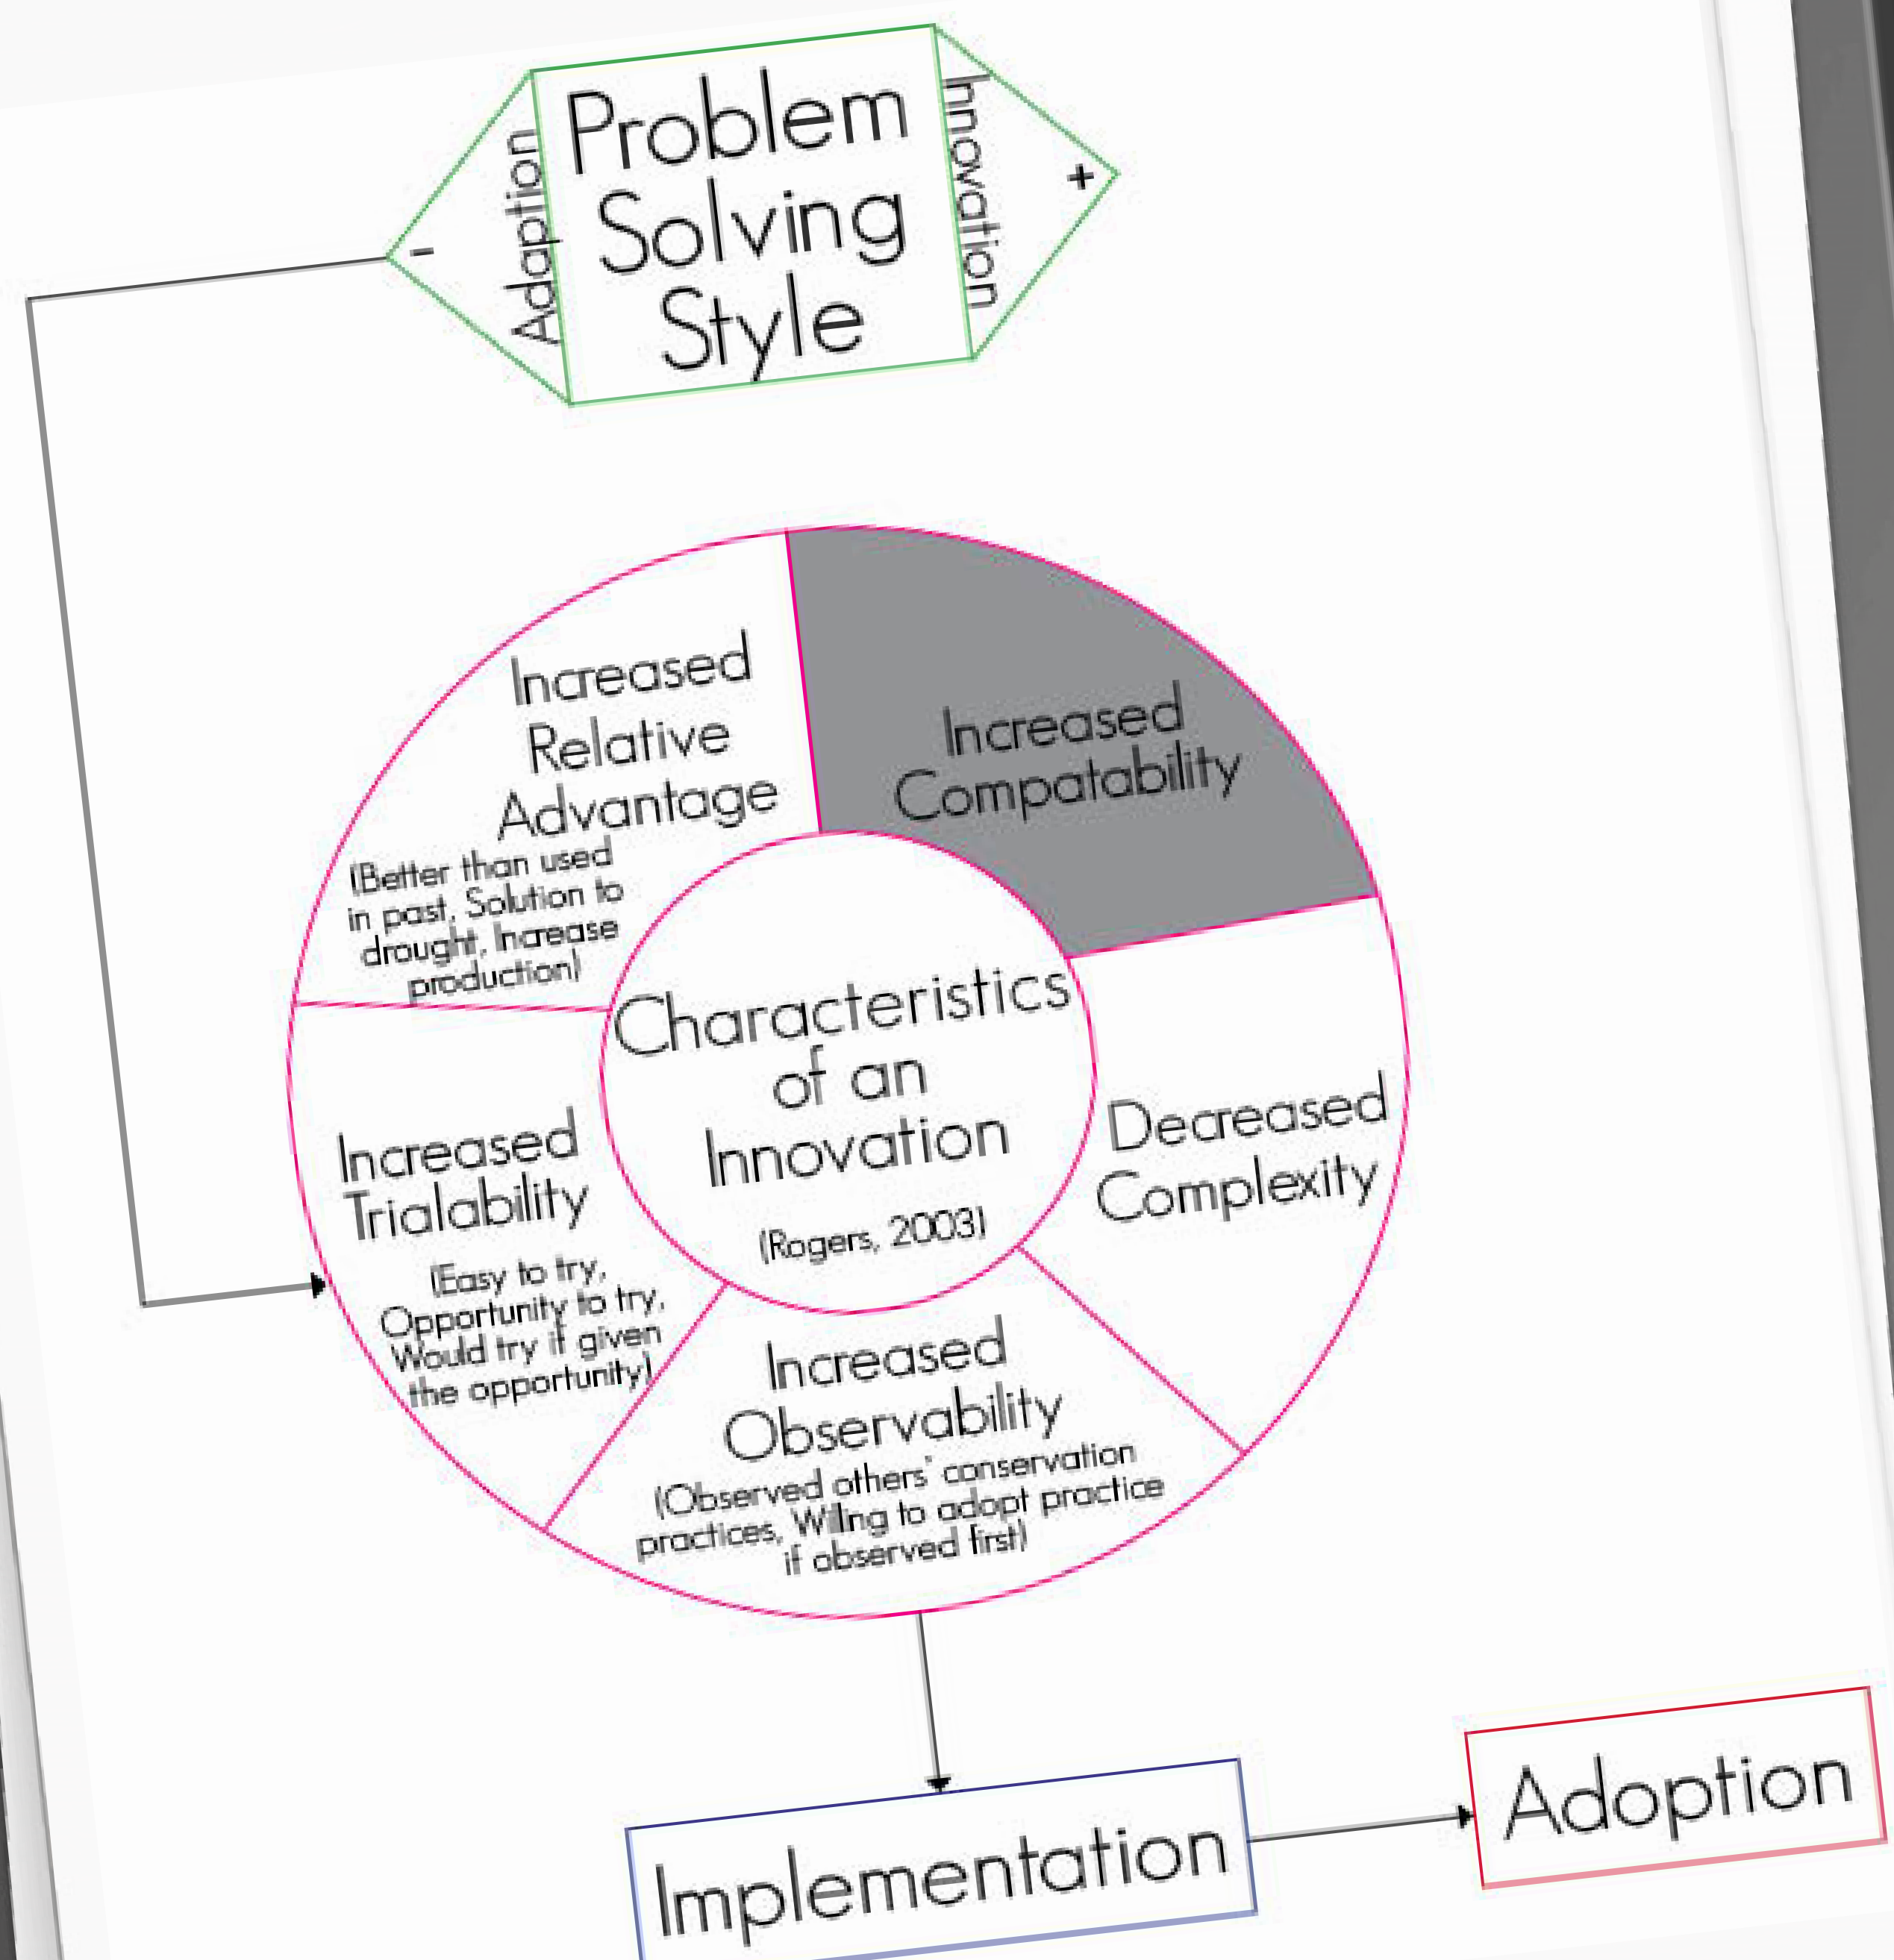 Problem
Solving
Style
Adaption
-
Innovation
+
Increased
Relative
Advantage
(Better than used
in past, Solution to
drought, Increase
production)
Increased
Compatability
Characteristics
of an
Innovation
(Rogers, 2003)
Decreased
Complexity
Increased
Trialability
(Easy to try,
Opportunity to try,
Would try if given
the opportunity)
Increased
Observability
(Observed others' conservation
practices, Willing to adopt practice
if observed first)
Implementation
Adoption